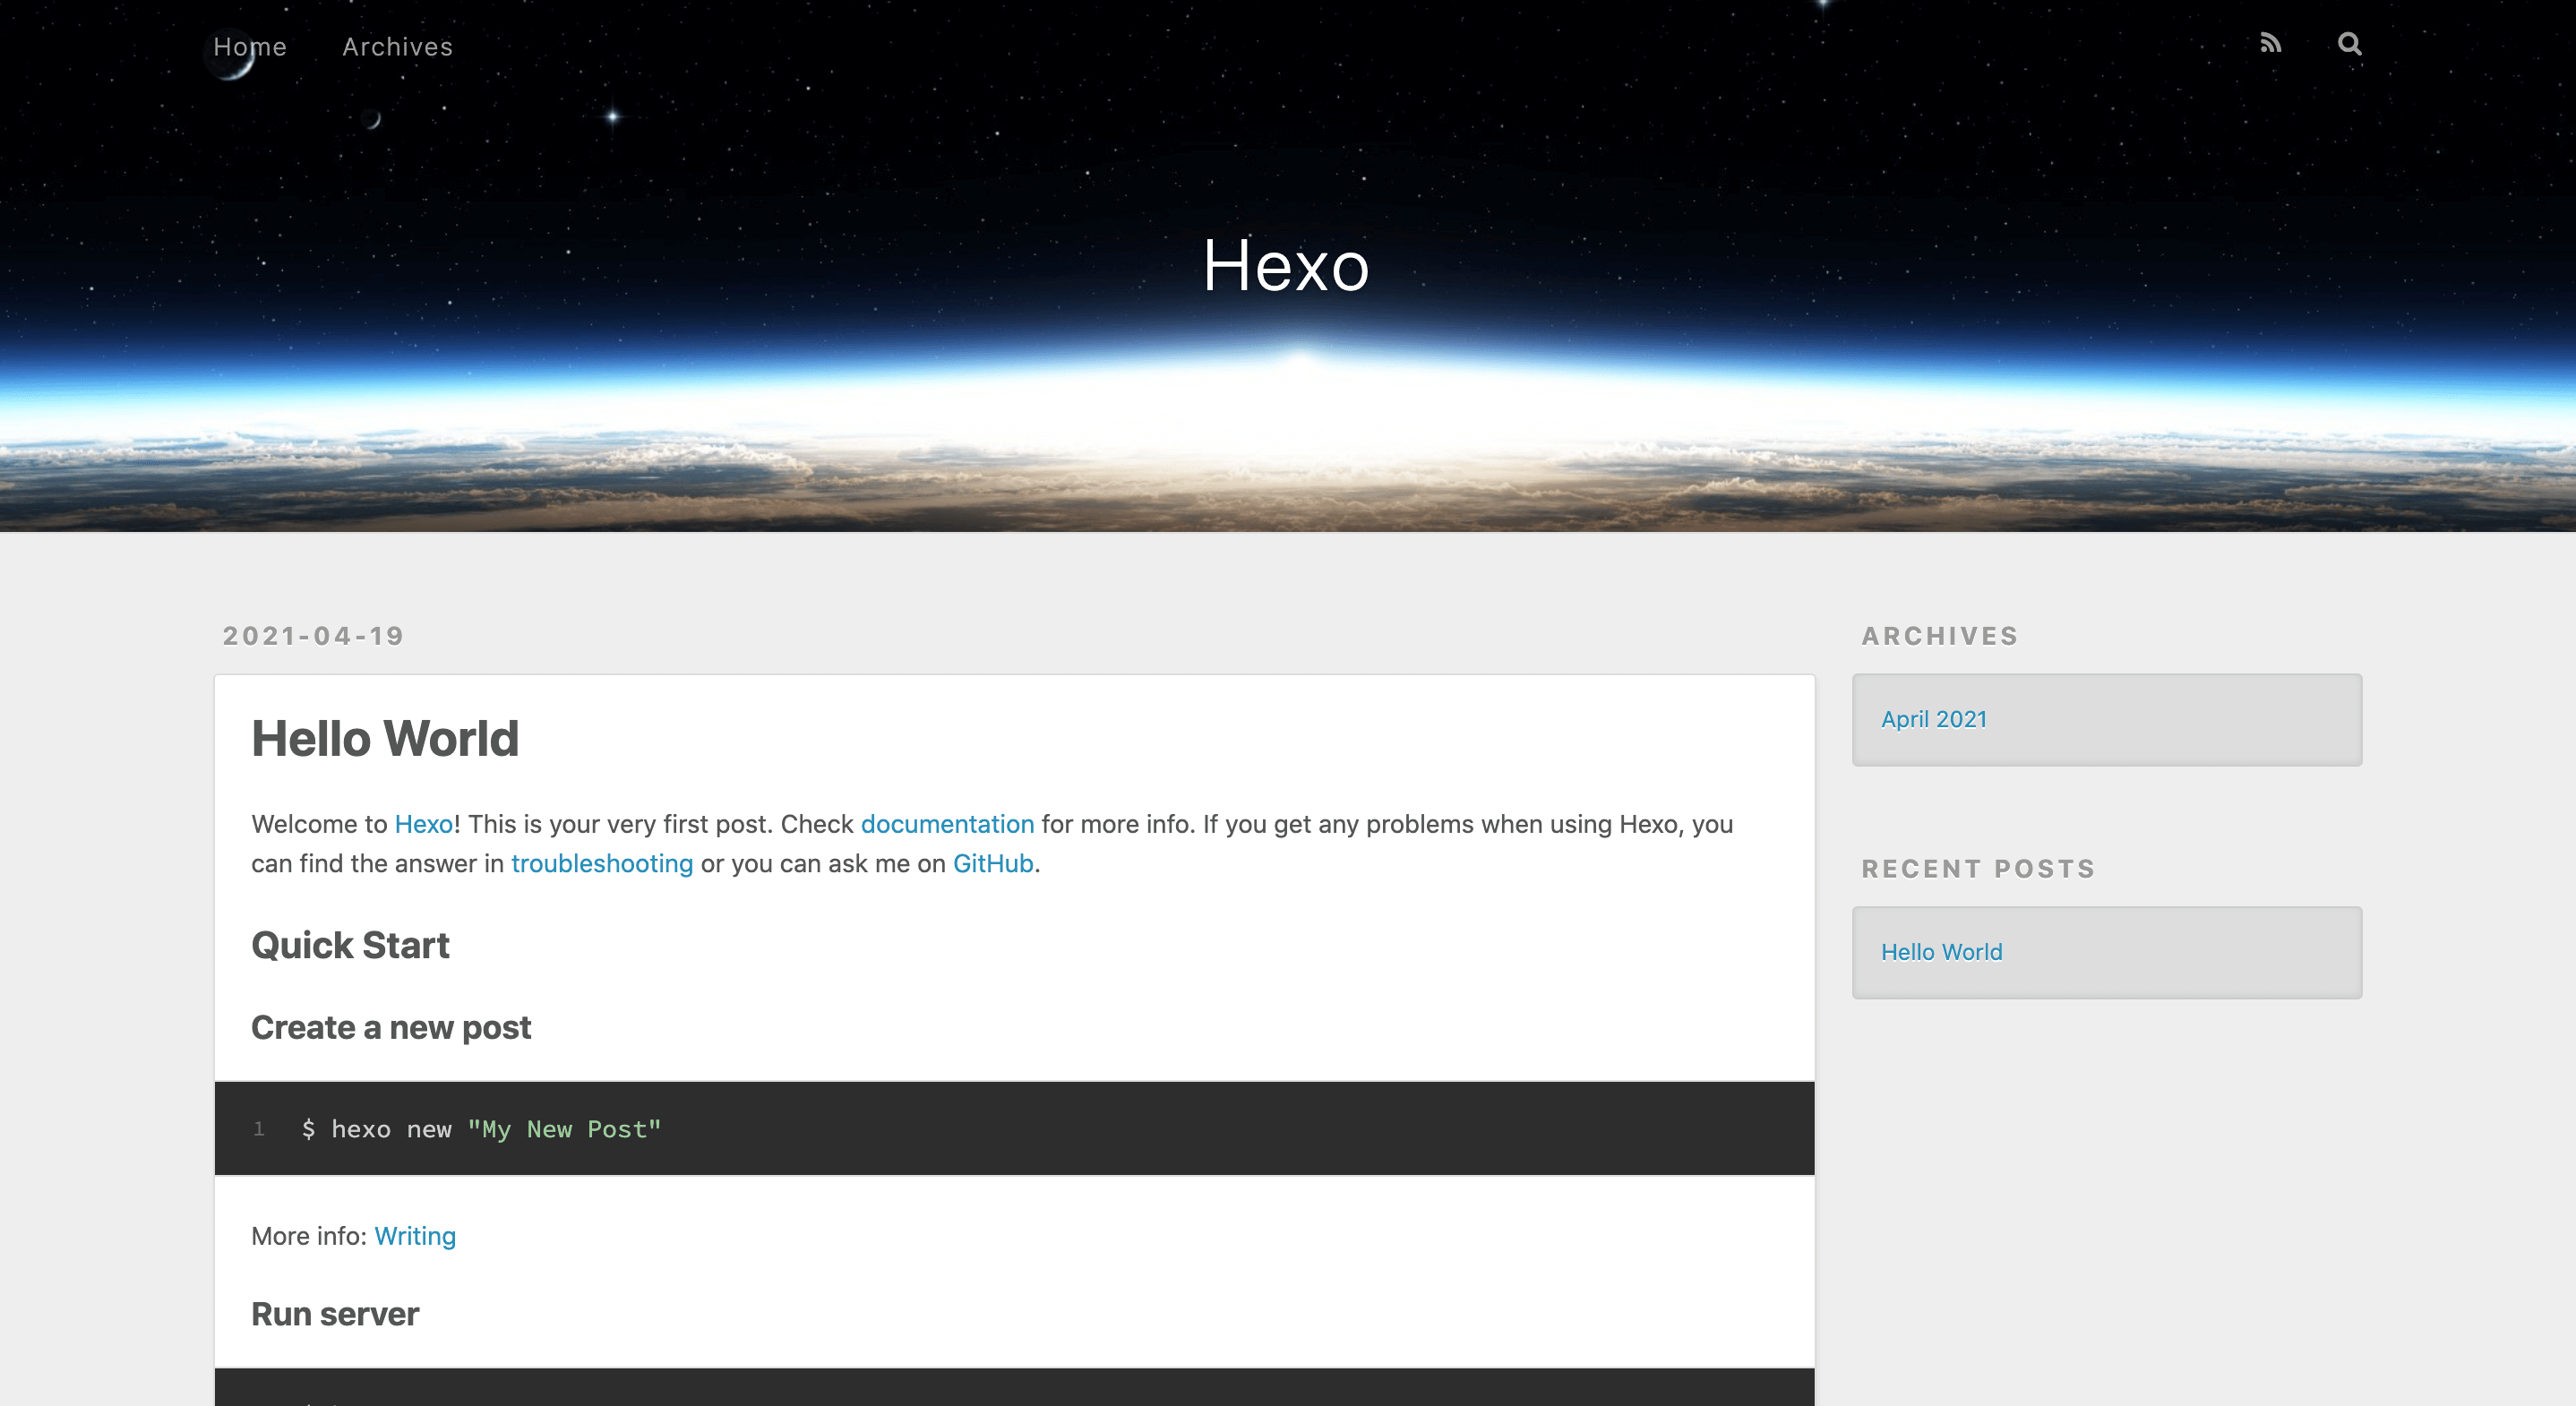 Home Archives
Hexo
2021-04-19
Hello World
Welcome to Hexo! This is your very first post. Check documentation for more info. If you get any problems when using Hexo, you
can find the answer in troubleshooting or you can ask me on GitHub.
Quick Start
Create a new post
1 $ hexo new "My New Post"
More info: Writing
Run server
ARCHIVES
April 2021
RECENT POSTS
Hello World